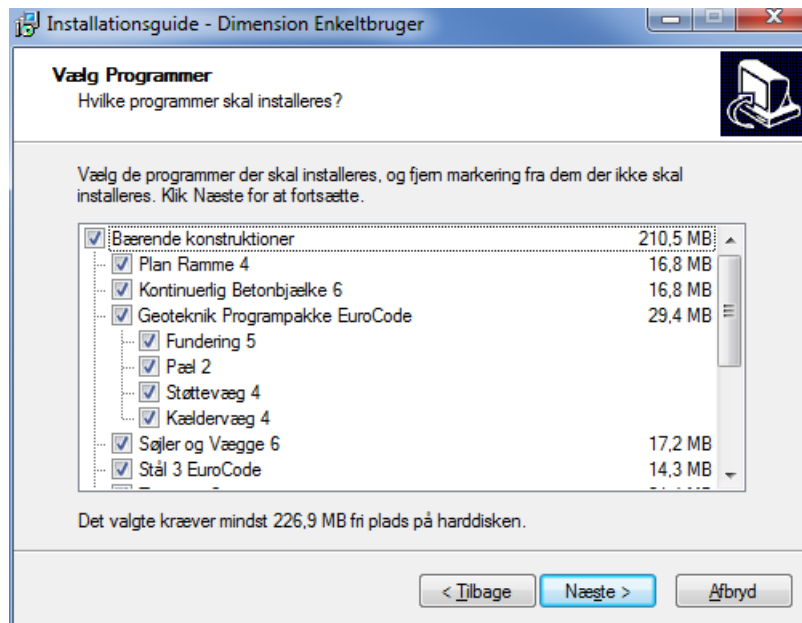 Installationsguide - Dimension Enkeltbruger
Vælg Programmer
Hvilke programmer skal installeres?
Vælg de programmer der skal installeres, og fjern markering fra dem der ikke skal
installeres. Klik Næste for at fortsætte.
Bærende konstruktioner 210,5 MB
Plan Ramme 4 16,8 MB
Kontinuerlig Betonbjælke 6 16,8 MB
Geoteknik Programpakke EuroCode 29,4 MB
Fundering 5
Pæl 2
Støttevæg 4
Kældervæg 4
Søjler og Vægge 6 17,2 MB
Stål 3 EuroCode 14,3 MB
Det valgte kræver mindst 226,9 MB fri plads på harddisken.
< Tilbage Næste > Afbryd